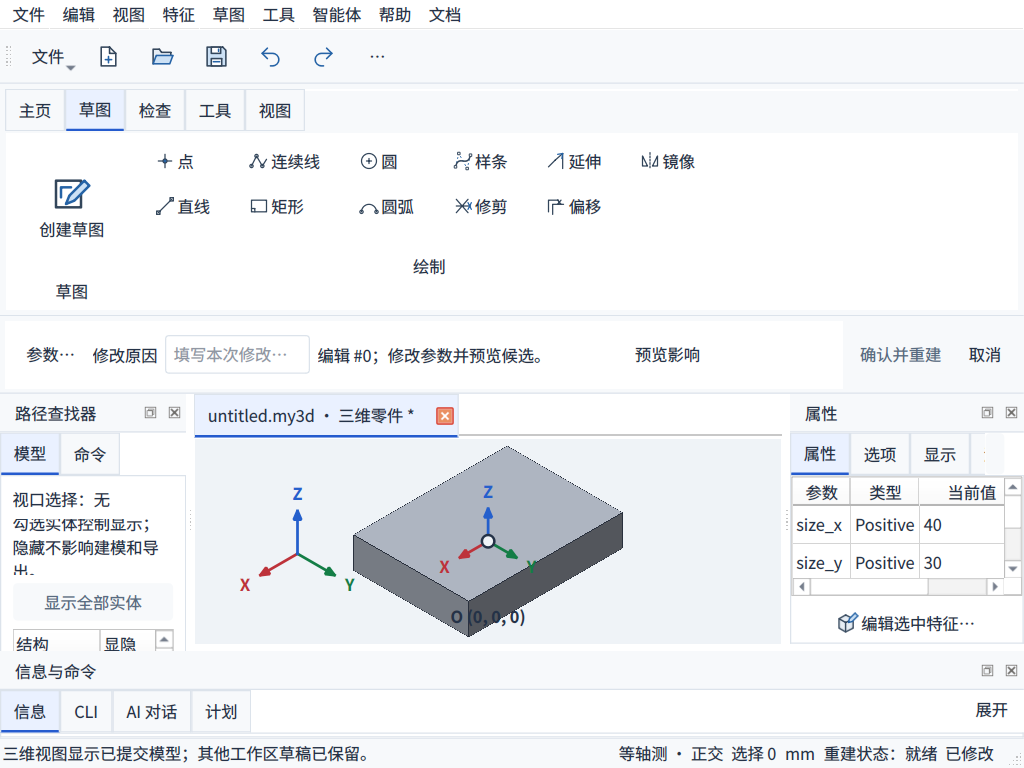 文件 编辑 视图 特征 草图 工具 智能体 帮助 文档
文件 ···
主页 草图 检查 工具 视图
点 连续线 圆 样条 延伸 镜像
直线 矩形 圆弧 修剪 偏移
创建草图
绘制
草图
参数··· 修改原因 填写本次修改··· 编辑 #0；修改参数并预览候选。 预览影响 确认并重建 取消
路径查找器
untitled.my3d · 三维零件 *
属性
模型 命令
属性 选项 显示
视口选择：无
勾选实体控制显示；
隐藏不影响建模和导
出。
显示全部实体
结构 显隐
Z
X
Y
Z
X
Y
O (0, 0, 0)
参数 类型 当前值
size_x Positive 40
size_y Positive 30
编辑选中特征···
信息与命令
信息 CLI AI 对话 计划 展开
三维视图显示已提交模型；其他工作区草稿已保留。 等轴测 · 正交 选择 0 mm 重建状态：就绪 已修改